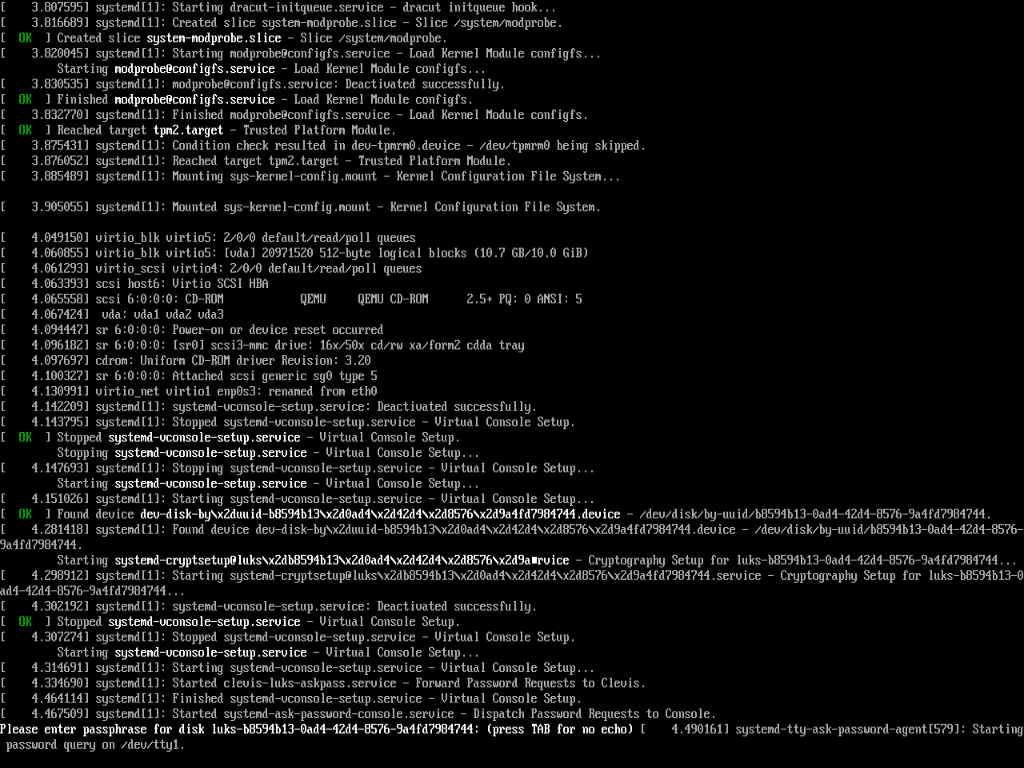 [    3.807595] systemd[1]: Starting dracut-initqueue.service - dracut initqueue hook...
[    3.816689] systemd[1]: Created slice system-modprobe.slice - Slice /system/modprobe.
[  OK  ] Created slice system-modprobe.slice - Slice /system/modprobe.
[    3.820045] systemd[1]: Starting modprobe@configfs.service - Load Kernel Module configfs...
         Starting modprobe@configfs.service - Load Kernel Module configfs...
[    3.830535] systemd[1]: modprobe@configfs.service: Deactivated successfully.
[  OK  ] Finished modprobe@configfs.service - Load Kernel Module configfs.
[    3.832770] systemd[1]: Finished modprobe@configfs.service - Load Kernel Module configfs.
[  OK  ] Reached target tpm2.target - Trusted Platform Module.
[    3.875431] systemd[1]: Condition check resulted in dev-tpmrm0.device - /dev/tpmrm0 being skipped.
[    3.876052] systemd[1]: Reached target tpm2.target - Trusted Platform Module.
[    3.885489] systemd[1]: Mounting sys-kernel-config.mount - Kernel Configuration File System...
[    3.905055] systemd[1]: Mounted sys-kernel-config.mount - Kernel Configuration File System.
[    4.049150] virtio_blk virtio5: 2/0/0 default/read/poll queues
[    4.060855] virtio_blk virtio5: [vda] 20971520 512-byte logical blocks (10.7 GB/10.0 GiB)
[    4.061293] virtio_scsi virtio4: 2/0/0 default/read/poll queues
[    4.063393] scsi host6: Virtio SCSI HBA
[    4.065558] scsi 6:0:0:0: CD-ROM            QEMU     QEMU CD-ROM      2.5+ PQ: 0 ANSI: 5
[    4.067424]  vda: vda1 vda2 vda3
[    4.094447] sr 6:0:0:0: Power-on or device reset occurred
[    4.096182] sr 6:0:0:0: [sr0] scsi3-mmc drive: 16x/50x cd/rw xa/form2 cdda tray
[    4.097697] cdrom: Uniform CD-ROM driver Revision: 3.20
[    4.100327] sr 6:0:0:0: Attached scsi generic sg0 type 5
[    4.130991] virtio_net virtio1 enp0s3: renamed from eth0
[    4.142209] systemd[1]: systemd-vconsole-setup.service: Deactivated successfully.
[    4.143795] systemd[1]: Stopped systemd-vconsole-setup.service - Virtual Console Setup.
[  OK  ] Stopped systemd-vconsole-setup.service - Virtual Console Setup.
         Stopping systemd-vconsole-setup.service - Virtual Console Setup...
[    4.147693] systemd[1]: Stopping systemd-vconsole-setup.service - Virtual Console Setup...
         Starting systemd-vconsole-setup.service - Virtual Console Setup...
[    4.151026] systemd[1]: Starting systemd-vconsole-setup.service - Virtual Console Setup...
[  OK  ] Found device dev-disk-by\x2duuid-b8594b13\x2d0ad4\x2d42d4\x2d8576\x2d9a4fd7984744.device - /dev/disk/by-uuid/b8594b13-0ad4-42d4-8576-9a4fd7984744.
[    4.281418] systemd[1]: Found device dev-disk-by\x2duuid-b8594b13\x2d0ad4\x2d42d4\x2d8576\x2d9a4fd7984744.device - /dev/disk/by-uuid/b8594b13-0ad4-42d4-8576-
9a4fd7984744.
         Starting systemd-cryptsetup@luks\x2db8594b13\x2d0ad4\x2d42d4\x2d8576\x2d9a■rvice - Cryptography Setup for luks-b8594b13-0ad4-42d4-8576-9a4fd7984744...
[    4.298912] systemd[1]: Starting systemd-cryptsetup@luks\x2db8594b13\x2d0ad4\x2d42d4\x2d8576\x2d9a4fd7984744.service - Cryptography Setup for luks-b8594b13-0
ad4-42d4-8576-9a4fd7984744...
[    4.302192] systemd[1]: systemd-vconsole-setup.service: Deactivated successfully.
[  OK  ] Stopped systemd-vconsole-setup.service - Virtual Console Setup.
[    4.307274] systemd[1]: Stopped systemd-vconsole-setup.service - Virtual Console Setup.
         Starting systemd-vconsole-setup.service - Virtual Console Setup...
[    4.314691] systemd[1]: Starting systemd-vconsole-setup.service - Virtual Console Setup...
[    4.334690] systemd[1]: Started clevis-luks-askpass.service - Forward Password Requests to Clevis.
[    4.464114] systemd[1]: Finished systemd-vconsole-setup.service - Virtual Console Setup.
[    4.467509] systemd[1]: Started systemd-ask-password-console.service - Dispatch Password Requests to Console.
Please enter passphrase for disk luks-b8594b13-0ad4-42d4-8576-9a4fd7984744: (press TAB for no echo) [    4.490161] systemd-tty-ask-password-agent[579]: Starting
 password query on /dev/tty1.